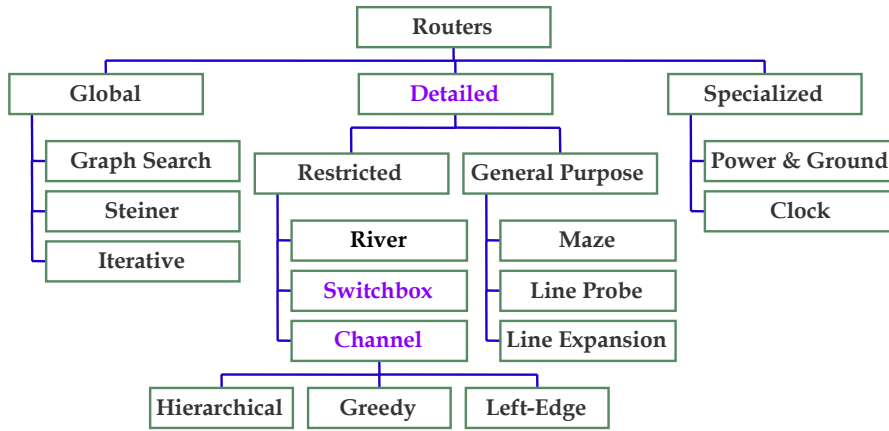 Routers
Global
Detailed
Specialized
Graph Search
Steiner
Iterative
Restricted
General Purpose
River
Switchbox
Channel
Maze
Line Probe
Line Expansion
Power & Ground
Clock
Hierarchical
Greedy
Left-Edge